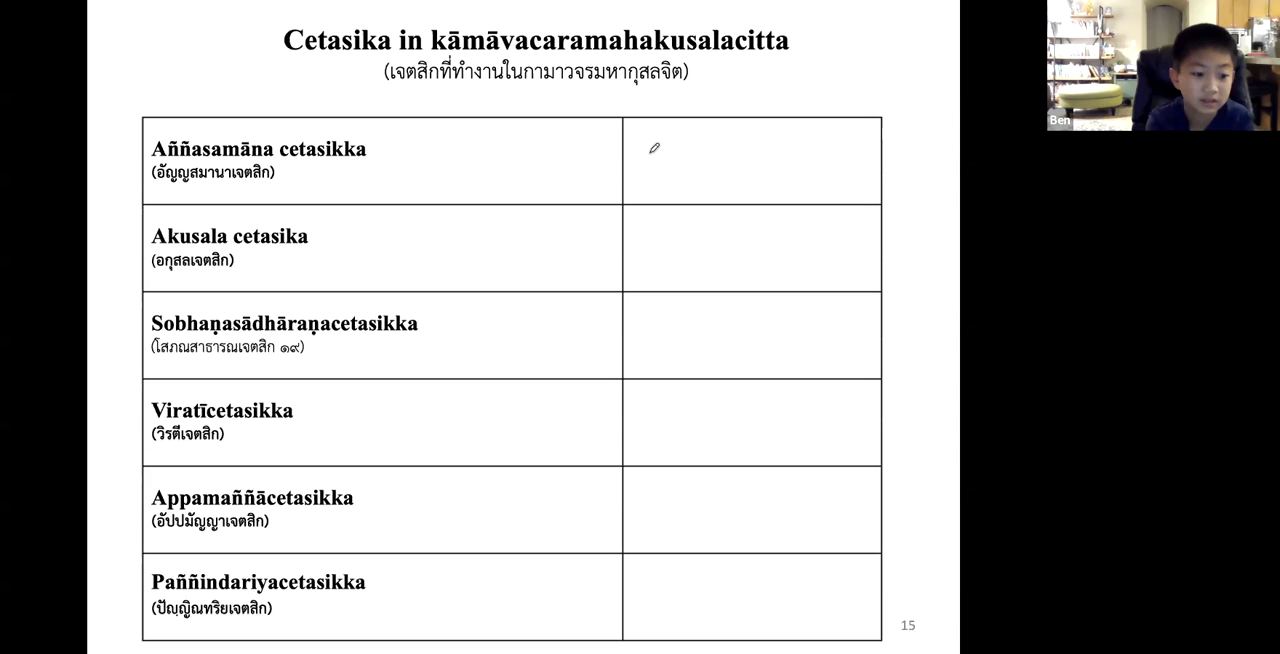 Cetasika in kāmāvacaramahakusalacitta
(เจตสิกที่ทำงานในกามาวจรมหากุสลจิต)
Ben
Aññasamāna cetasikka
(อัญญสมานาเจตสิก)
Akusala cetasika
(อกุสลเจตสิก)
Sobhaṇasādhāraṇacetasikka
(โสภณสาธารณเจตสิก ๑๙)
Viratīcetasikka
(วิรตีเจตสิก)
Appamaññācetasikka
(อัปปมัญญาเจตสิก)
Paññindariyacetasikka
(ปัญฺญิณทริยเจตสิก)
15